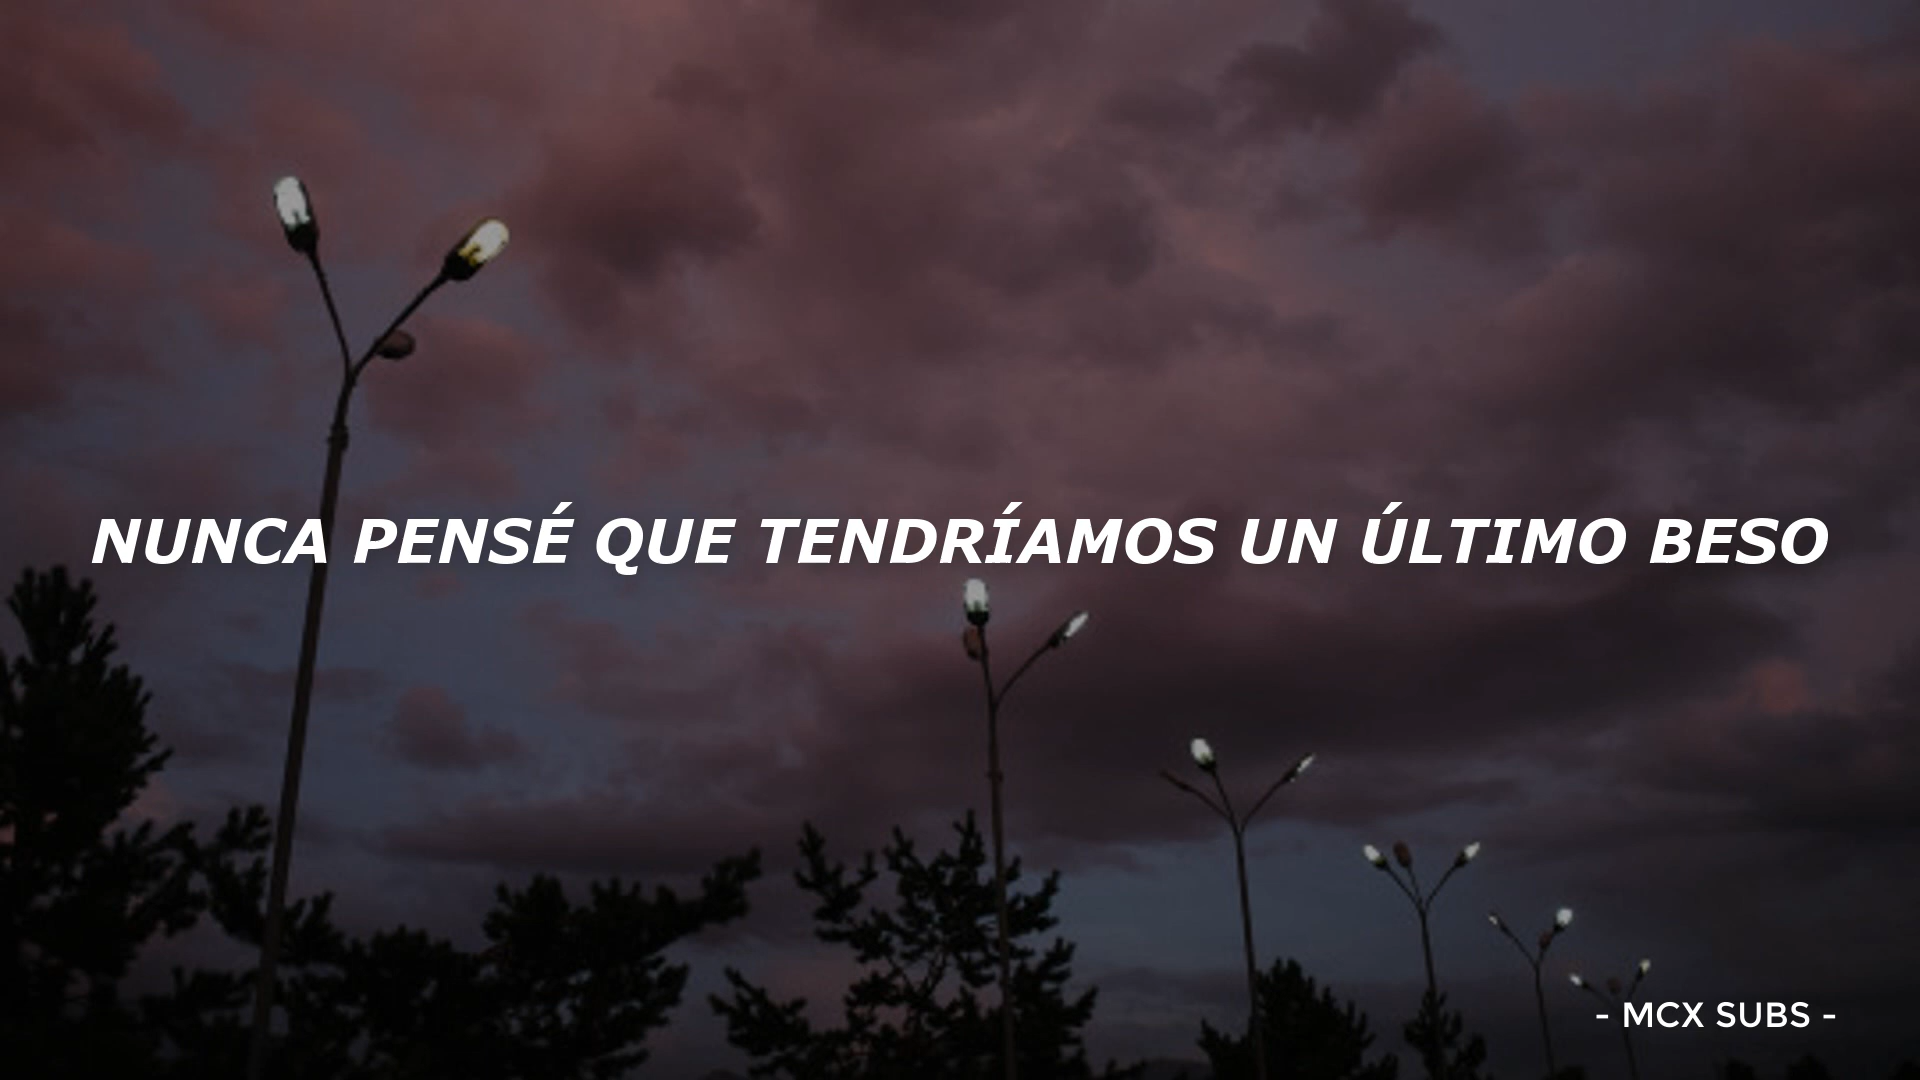 NUNCA PENSÉ QUE TENDRÍAMOS UN ÚLTIMO BESO
- MCX SUBS -